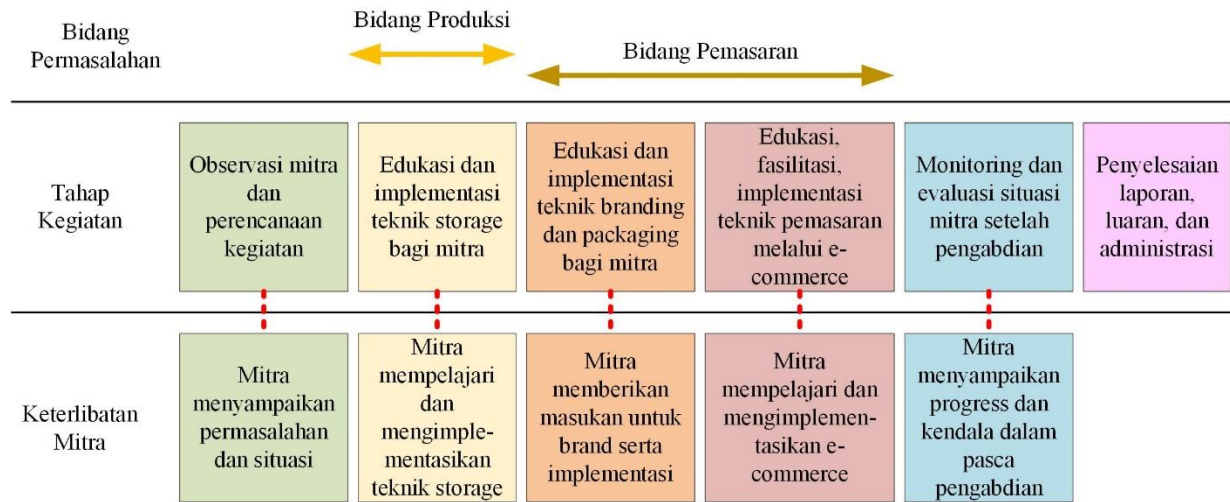 Bidang
Permasalahan
Bidang Produksi
Bidang Pemasaran
Tahap
Kegiatan
Observasi mitra
dan
perencanaan
kegiatan
Edukasi dan
implementasi
teknik storage
bagi mitra
Edukasi dan
implementasi
teknik branding
dan packaging
bagi mitra
Edukasi,
fasilitasi,
implementasi
teknik pemasaran
melalui e-
commerce
Monitoring dan
evaluasi situasi
mitra setelah
pengabdian
Penyelesaian
laporan,
luaran, dan
administrasi
Keterlibatan
Mitra
Mitra
menyampaikan
permasalahan
dan situasi
Mitra
mempelajari
dan
mengimple-
mentasikan
teknik storage
Mitra
memberikan
masukan untuk
brand serta
implementasi
Mitra
mempelajari dan
mengimplemen-
tasikan e-
commerce
Mitra
menyampaikan
progress dan
kendala dalam
pasca
pengabdian